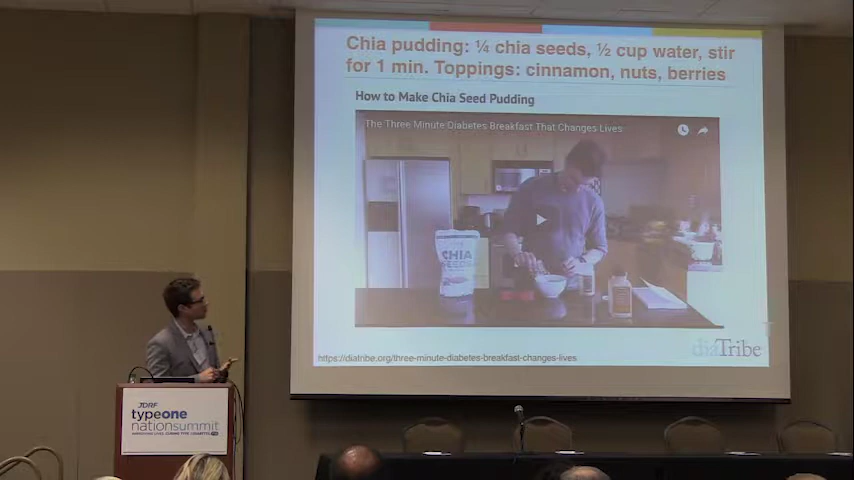 Chia pudding: ¼ chia seeds, ½ cup water, stir
for 1 min. Toppings: cinnamon, nuts, berries
How to Make Chia Seed Pudding
The Three Minute Diabetes Breakfast That Changes Lives
CHIA
SEEDS
diaTribe
https://diatribe.org/three-minute-diabetes-breakfast-changes-lives
JDRF
typeone
nationsummit